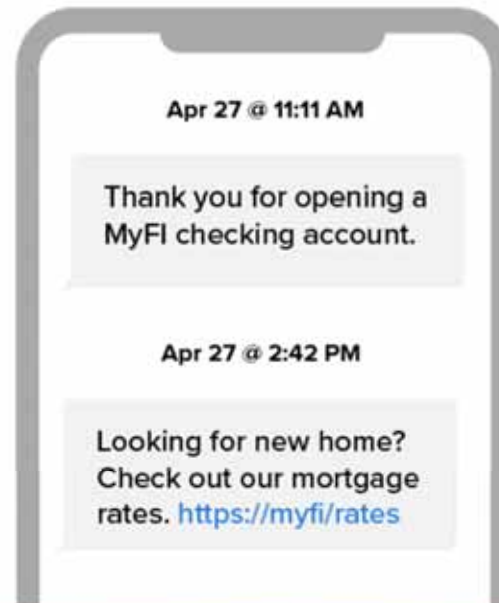 Apr 27 @ 11:11 AM
Thank you for opening a
MyFI checking account.
Apr 27 @ 2:42 PM
Looking for new home?
Check out our mortgage
rates. https://myfi/rates